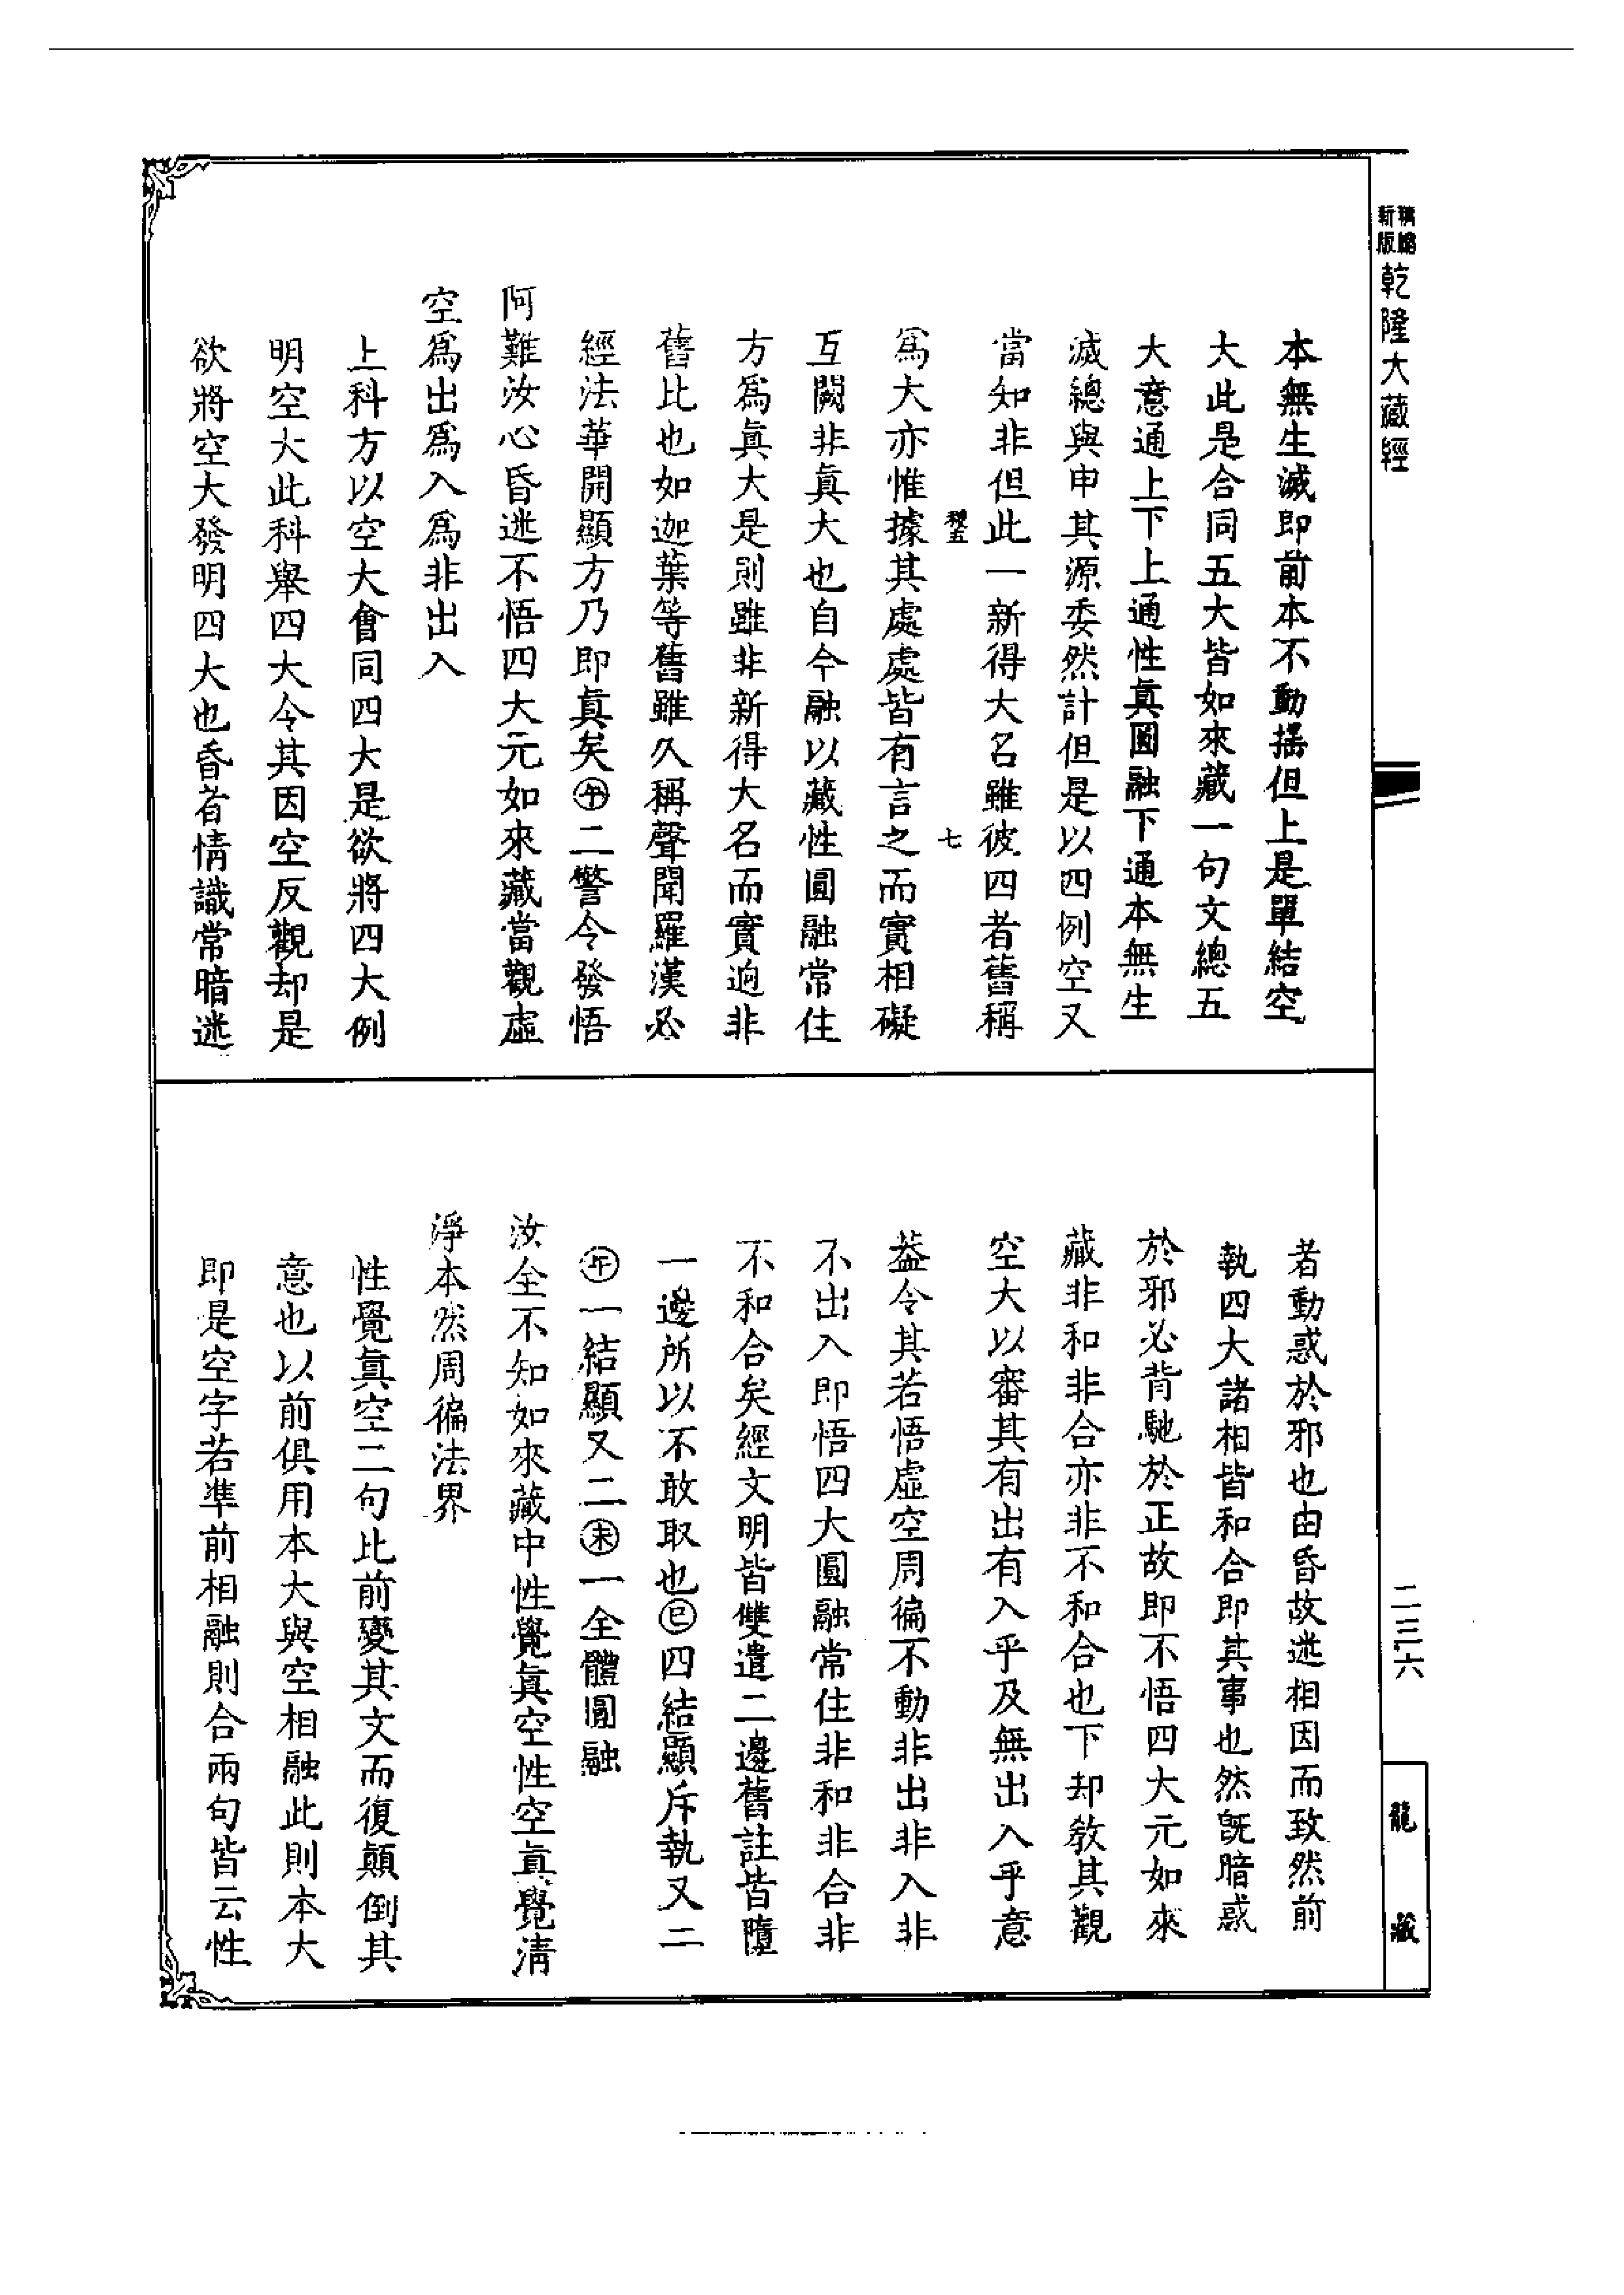 精縮
新版
乾隆大藏經
本無生滅即前本不動搖但上是單結空
大此是合同五大皆如來藏一句文總五
大意通上下上通性眞圓融下通本無生
滅總與申其源委然計但是以四例空又
當知非但此一新得大名雖彼四者舊稱
七
爲大亦惟據其處處皆有言之而實相礙
互闕非眞大也自今融以藏性圓融常住
方爲眞大是則雖非新得大名而實逈非
舊比也如迦葉等舊雖久稱聲聞羅漢必
經法華開顯方乃即眞矣㊉二警令發悟
阿難汝心昏迷不悟四大元如來藏當觀虛
空爲出爲入爲非出入
上科方以空大會同四大是欲將四大例
明空大此科舉四大令其因空反觀却是
欲將空大發明四大也昏者情識常暗迷
二三六
龍藏
者動惑於邪也由昏故迷相因而致然前
執四大諸相皆和合即其事也然旣暗惑
於邪必背馳於正故即不悟四大元如來
藏非和非合亦非不和合也下却敎其觀
空大以審其有出有入乎及無出入乎意
葢令其若悟虛空周徧不動非出非入非
不出入即悟四大圓融常住非和非合非
不和合矣經文明皆雙遣二邊舊註皆墮
一邊所以不敢取也巳四結顯斥執又二
午一結顯又二未一全體圓融
汝全不知如來藏中性覺眞空性空眞覺淸
淨本然周徧法界
性覺眞空二句比前變其文而復顚倒其
意也以前俱用本大與空相融此則本大
即是空字若準前相融則合兩句皆云性